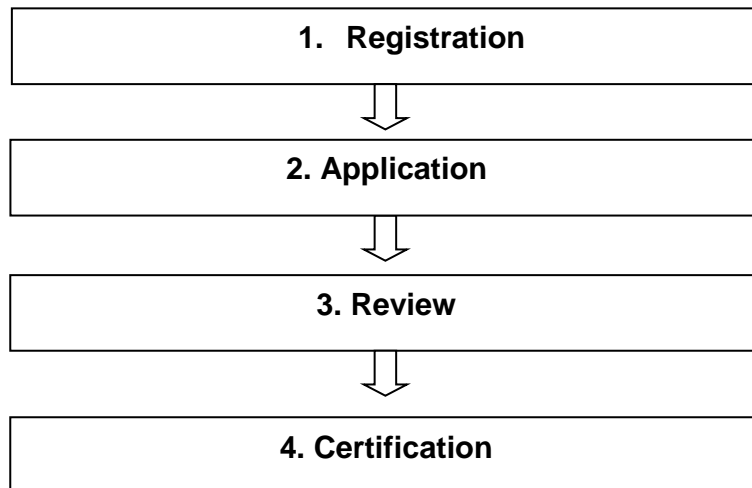 1. Registration
2. Application
3. Review
4. Certification